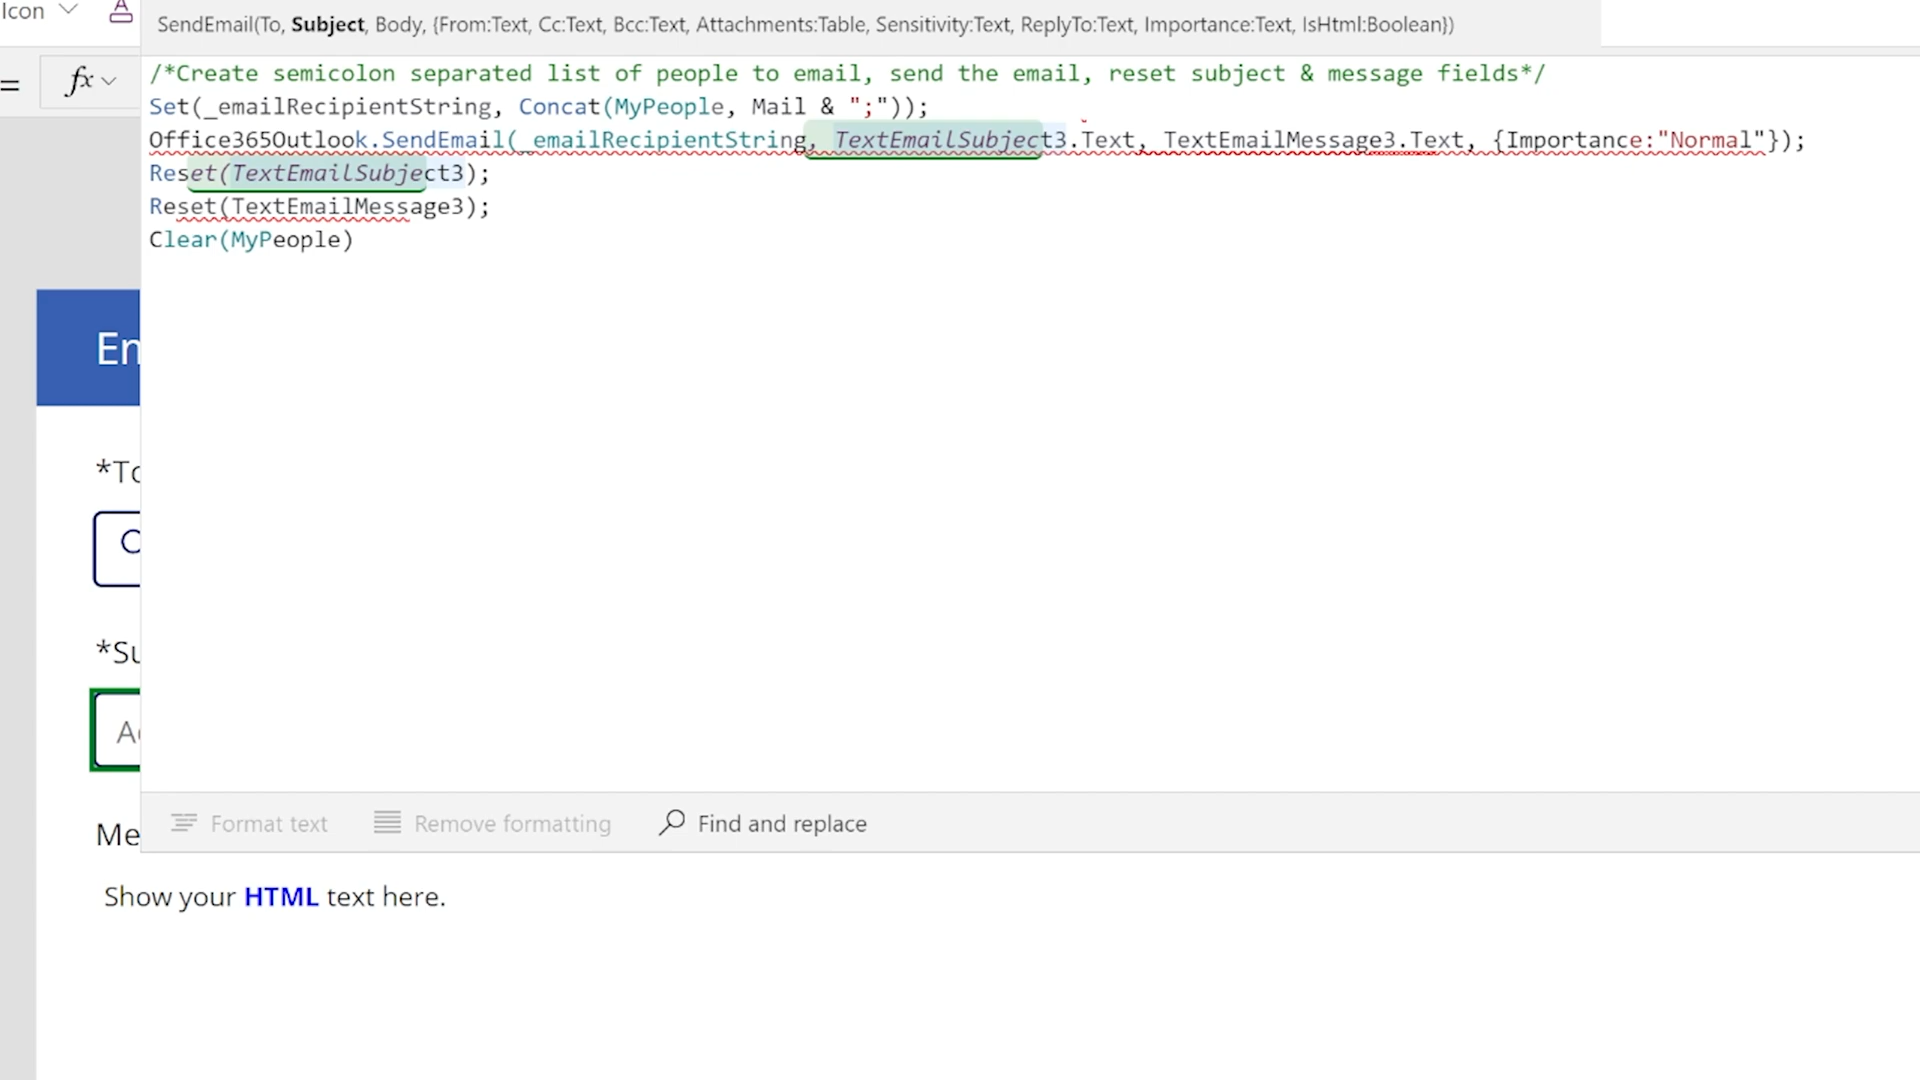 Icon
SendEmail(To, Subject, Body, {From:Text, Cc:Text, Bcc:Text, Attachments:Table, Sensitivity:Text, ReplyTo:Text, Importance:Text, IsHtml:Boolean})
= fx
/*Create semicolon separated list of people to email, send the email, reset subject & message fields*/
Set(_emailRecipientString, Concat(MyPeople, Mail & ";"));
Office365Outlook.SendEmail(_emailRecipientString, TextEmailSubject3.Text, TextEmailMessage3.Text, {Importance:"Normal"});
Reset(TextEmailSubject3);
Reset(TextEmailMessage3);
Clear(MyPeople)
Em
*To
*Su
Ad
Format text Remove formatting Find and replace
Me
Show your HTML text here.